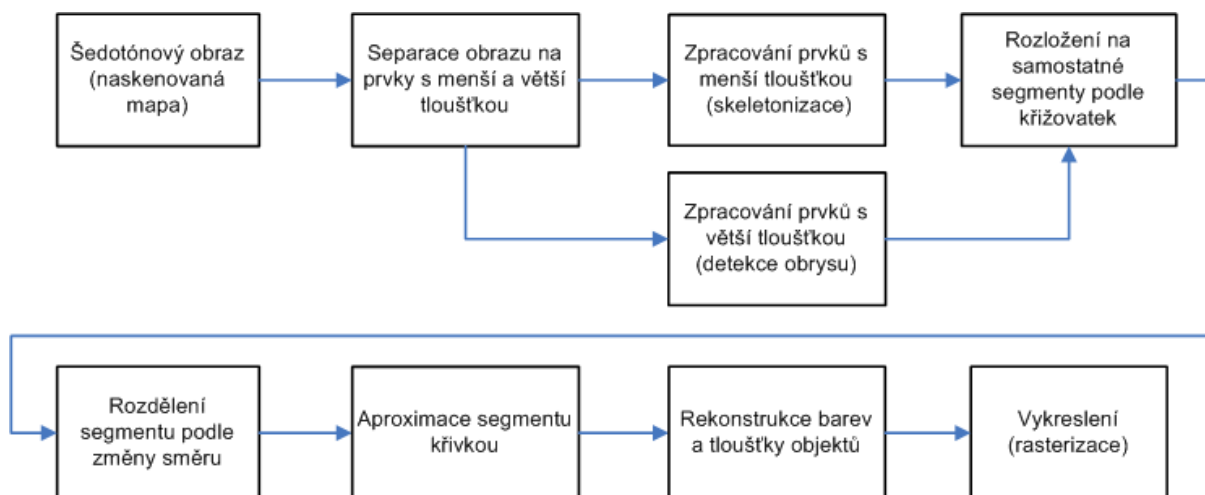 Šedotónový obraz
(naskenovaná
mapa)
Separace obrazu na
prvky s menší a větší
tloušťkou
Zpracování prvků s
menší tloušťkou
(skeletonizace)
Rozložení na
samostatné
segmenty podle
křižovatek
Zpracování prvků s
větší tloušťkou
(detekce obrysu)
Rozdělení
segmentu podle
změny směru
Aproximace segmentu
křivkou
Rekonstrukce barev
a tloušťky objektů
Vykreslení
(rasterizace)